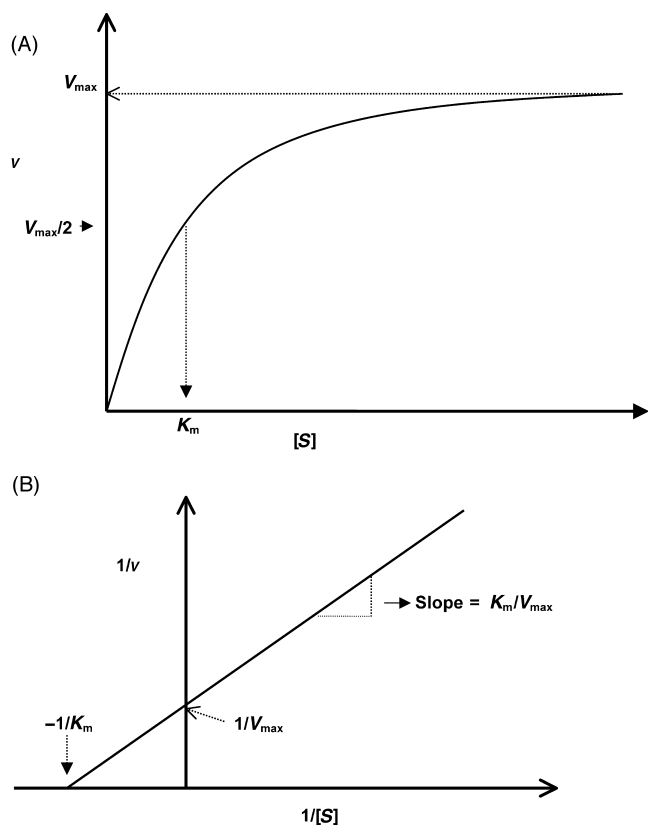 (A)
Vmax
v
Vmax/2
Km
[S]
(B)
1/v
Slope = Km/Vmax
–1/Km
1/Vmax
1/[S]